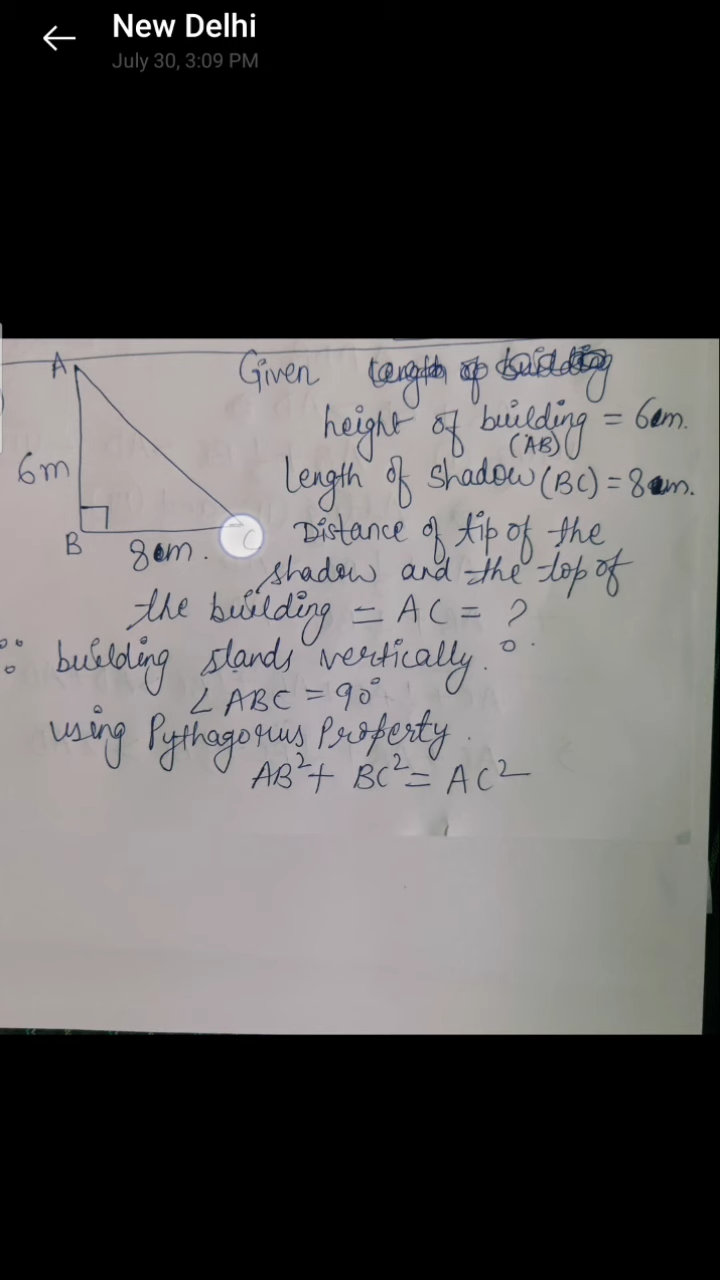 New Delhi
July 30, 3:09 PM
A
Given
height of building = 6m.
(AB)
6m
Length of shadow (BC) = 8m.
B
8m.
C
Distance of tip of the
shadow and the top of
the building = AC = ?
∵ building stands vertically.
∠ABC = 90°
using Pythagorus Property.
AB²+ BC²= AC²